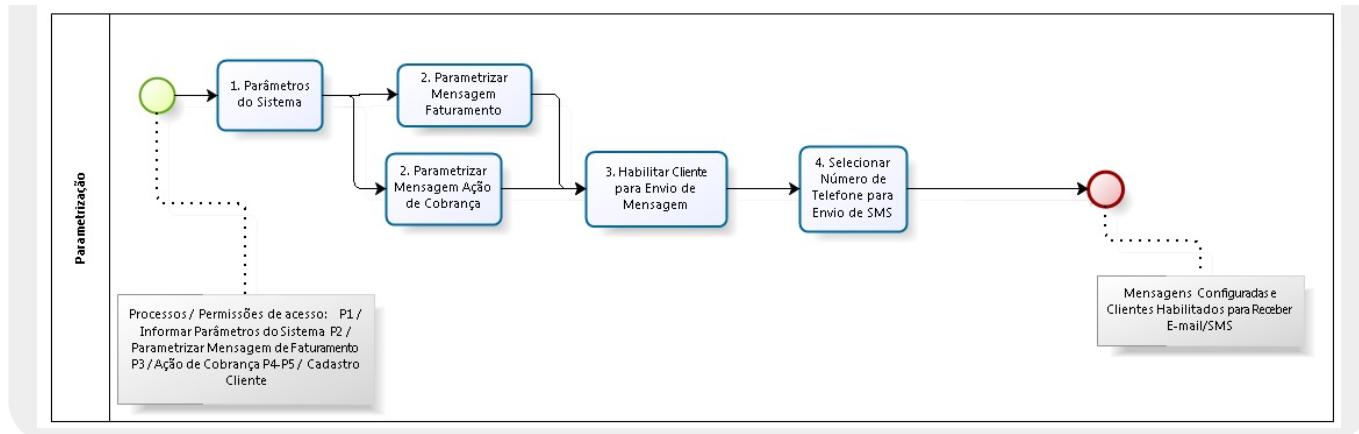 Parametrização
1. Parâmetros
do Sistema
2. Parametrizar
Mensagem
Faturamento
2. Parametrizar
Mensagem Ação
de Cobrança
3. Habilitar Cliente
para Envio de
Mensagem
4. Selecionar
Número de
Telefone para
Envio de SMS
Processos / Permissões de acesso: P1 /
Informar Parâmetros do Sistema P2 /
Parametrizar Mensagem de Faturamento
P3 / Ação de Cobrança P4-P5 / Cadastro
Cliente
Mensagens Configuradas e
Clientes Habilitados para Receber
E-mail/SMS